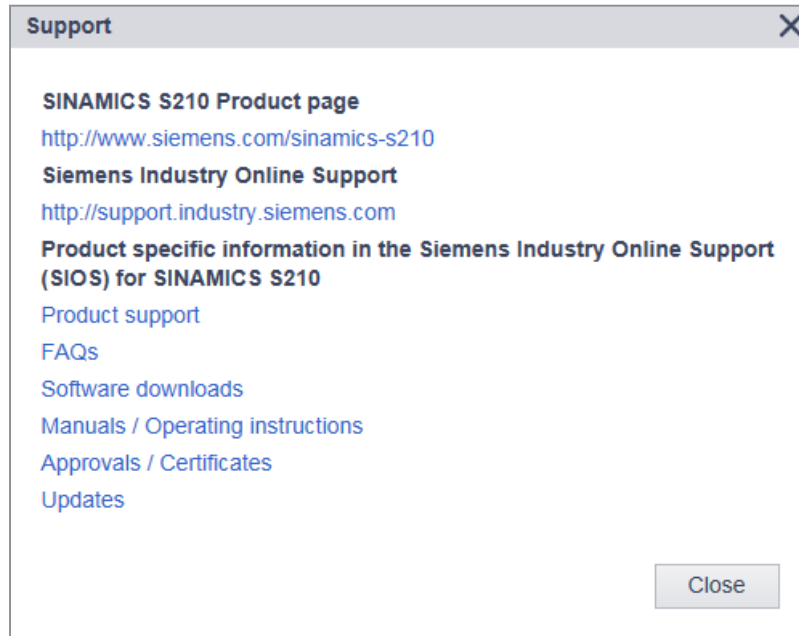 Support
SINAMICS S210 Product page
http://www.siemens.com/sinamics-s210
Siemens Industry Online Support
http://support.industry.siemens.com
Product specific information in the Siemens Industry Online Support
(SIOS) for SINAMICS S210
Product support
FAQs
Software downloads
Manuals / Operating instructions
Approvals / Certificates
Updates
Close